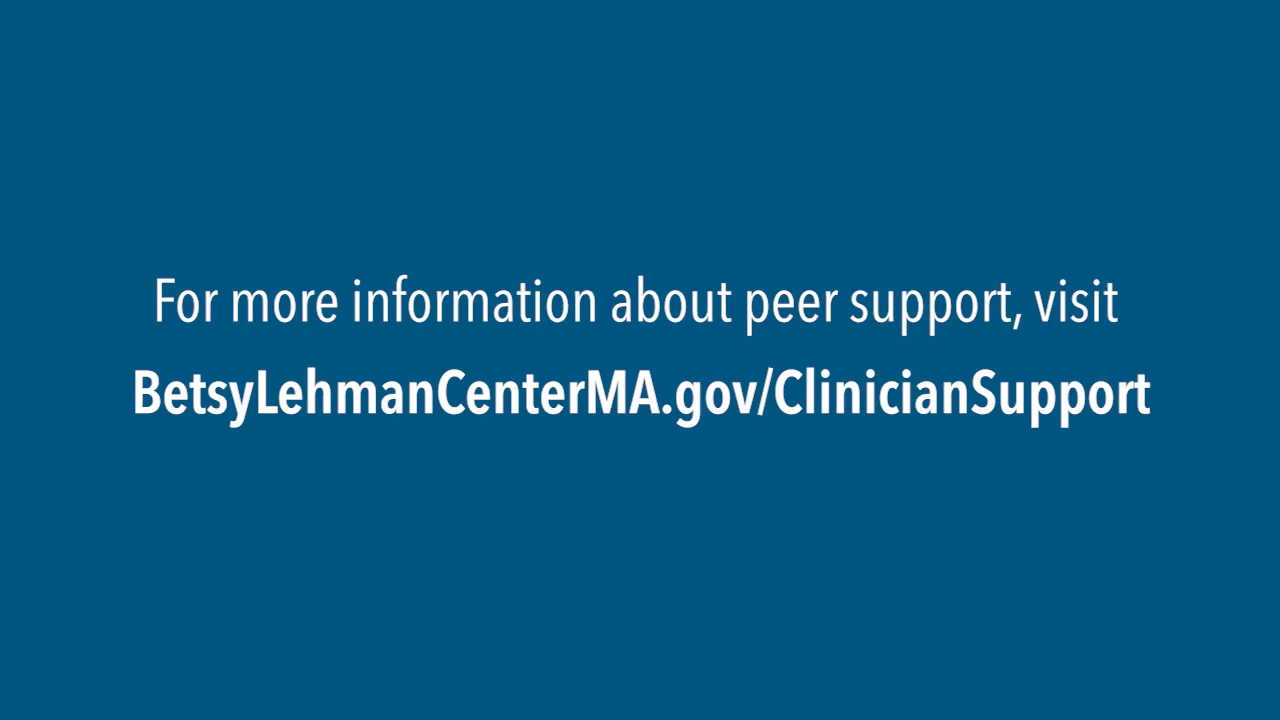 For more information about peer support, visit
BetsyLehmanCenterMA.gov/ClinicianSupport